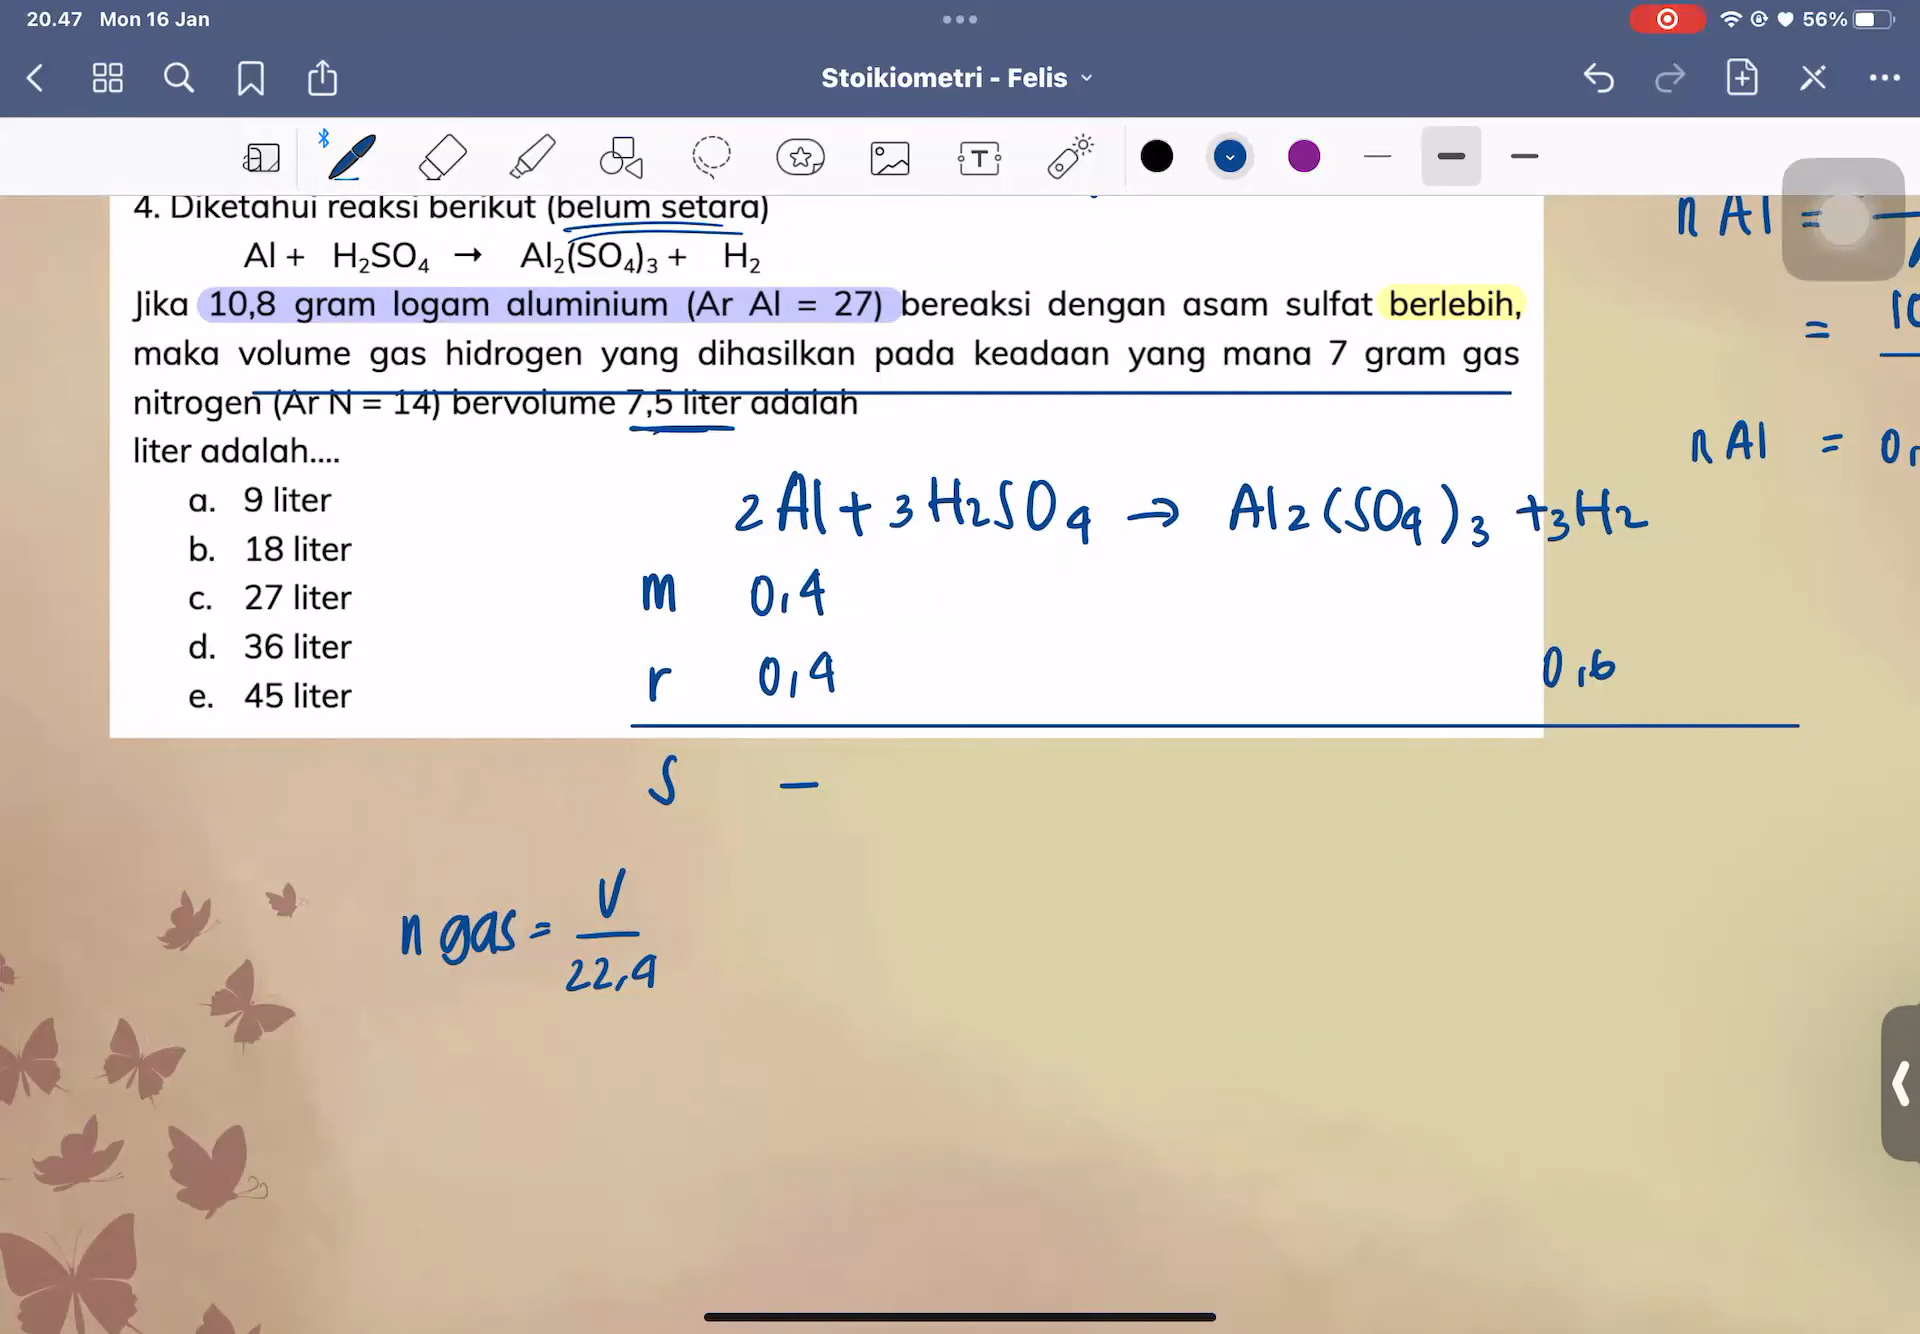 20.47 Mon 16 Jan
56%
Stoikiometri - Felis
4. Diketahui reaksi berikut (belum setara)
Al + H₂SO₄ → Al₂(SO₄)₃ + H₂
Jika 10,8 gram logam aluminium (Ar Al = 27) bereaksi dengan asam sulfat berlebih,
maka volume gas hidrogen yang dihasilkan pada keadaan yang mana 7 gram gas
nitrogen (Ar N = 14) bervolume 7,5 liter adalah
liter adalah....
a. 9 liter
b. 18 liter
c. 27 liter
d. 36 liter
e. 45 liter
2Al + 3H₂SO₄ → Al₂(SO₄)₃ + 3H₂
m 0,4
r 0,4 0,6
s –
n gas = V
22,4
n Al =
= 10
n Al = 0,